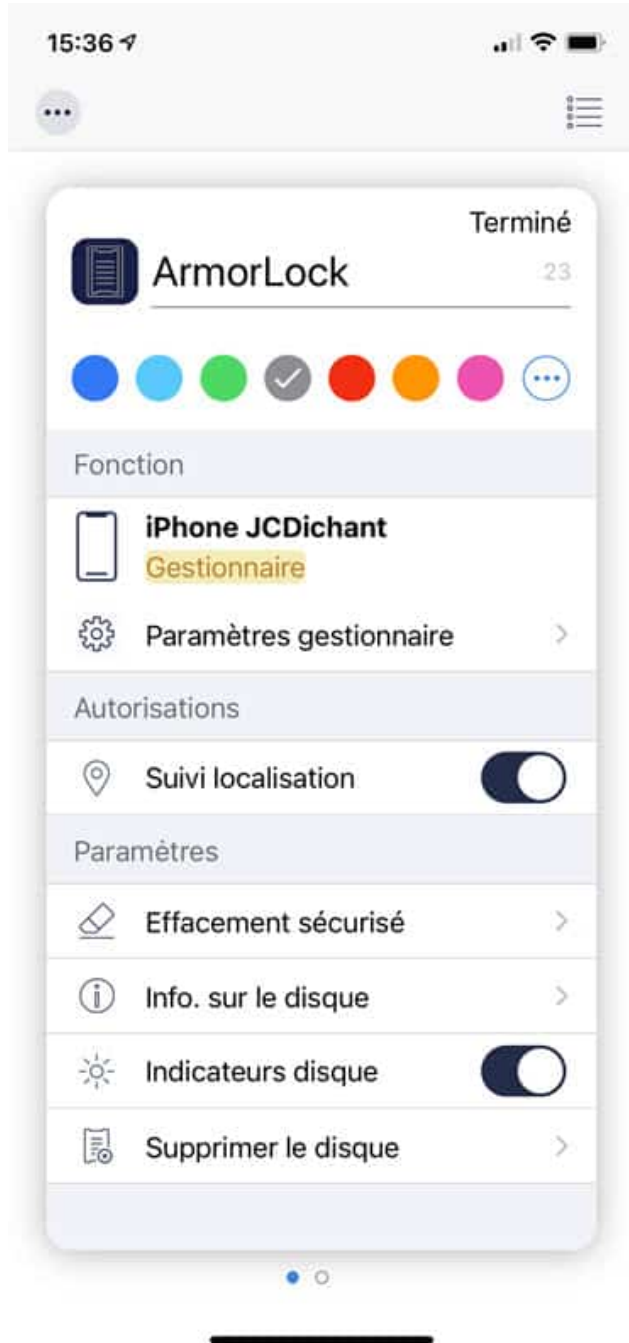 15:36
Terminé
ArmorLock
23
Fonction
iPhone JCDichant
Gestionnaire
Paramètres gestionnaire
Autorisations
Suivi localisation
Paramètres
Effacement sécurisé
Info. sur le disque
Indicateurs disque
Supprimer le disque